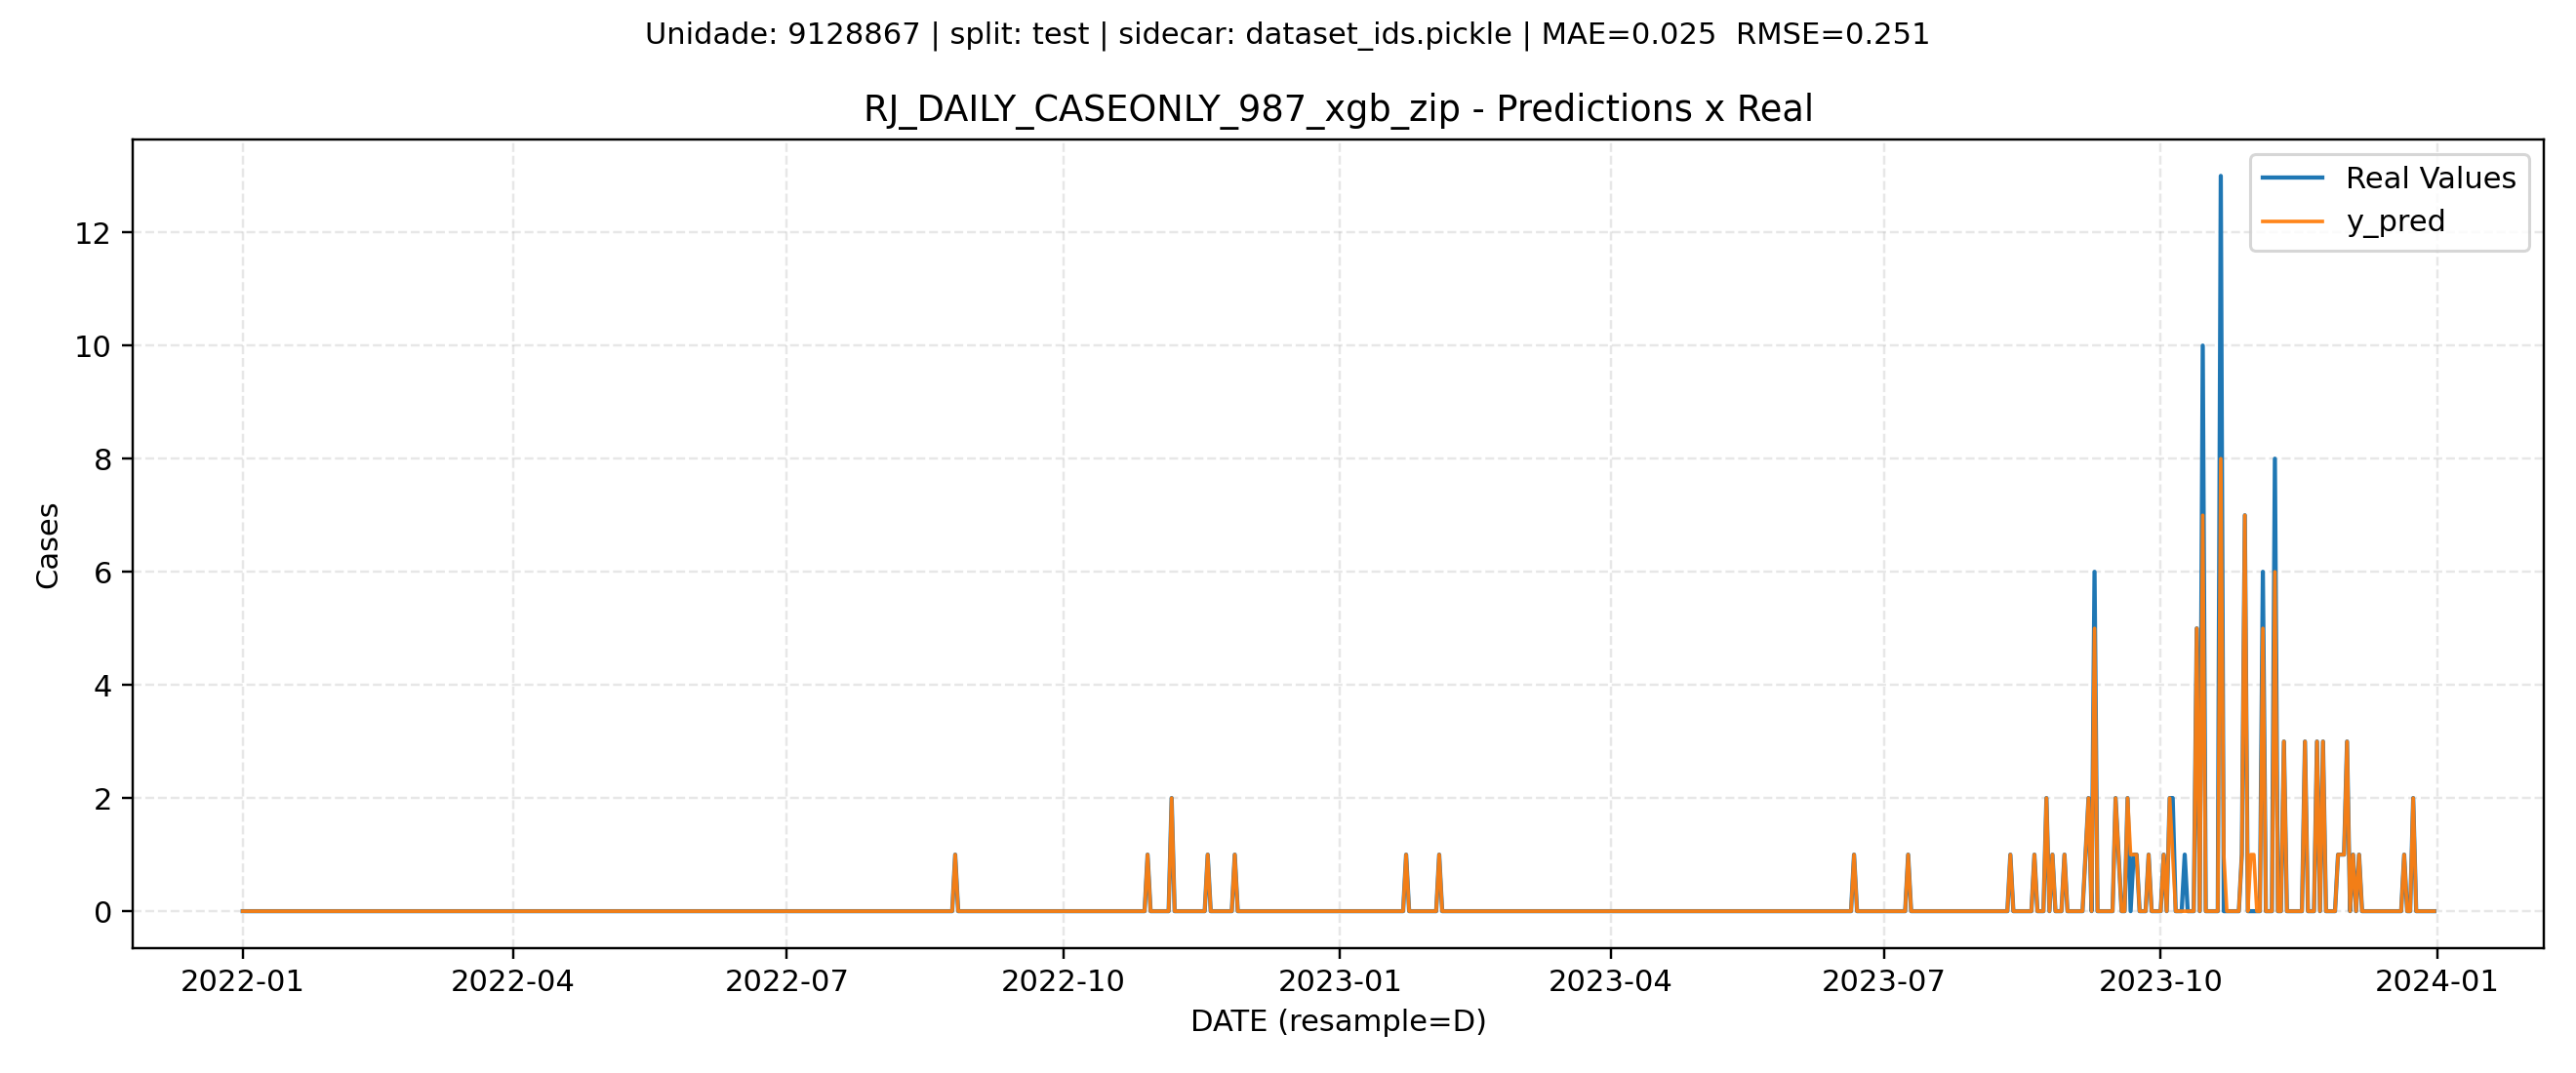 Unidade: 9128867 | split: test | sidecar: dataset_ids.pickle | MAE=0.025  RMSE=0.251
RJ_DAILY_CASEONLY_987_xgb_zip - Predictions x Real
Real Values
y_pred
12
10
8
6
4
2
0
Cases
2022-01 2022-04 2022-07 2022-10 2023-01 2023-04 2023-07 2023-10 2024-01
DATE (resample=D)